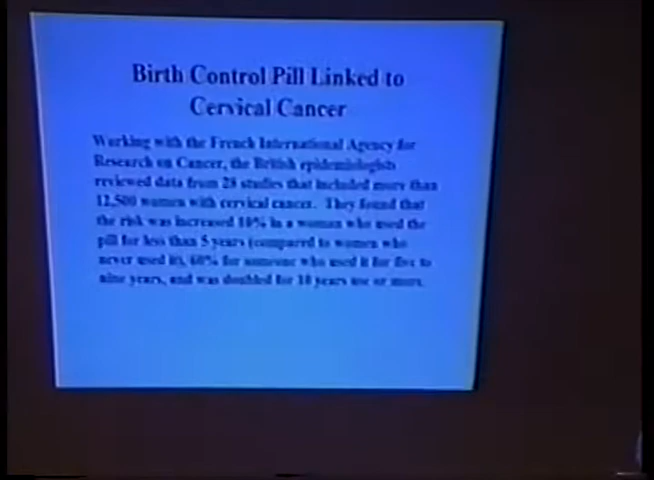 Birth Control Pill Linked to
Cervical Cancer
Working with the French International Agency for
Research on Cancer, the British epidemiologists
reviewed data from 28 studies that included more than
12,500 women with cervical cancer. They found that
the risk was increased 10% in a woman who used the
pill for less than 5 years (compared to women who
never used it), 60% for someone who used it for five to
nine years, and was doubled for 10 years use or more.